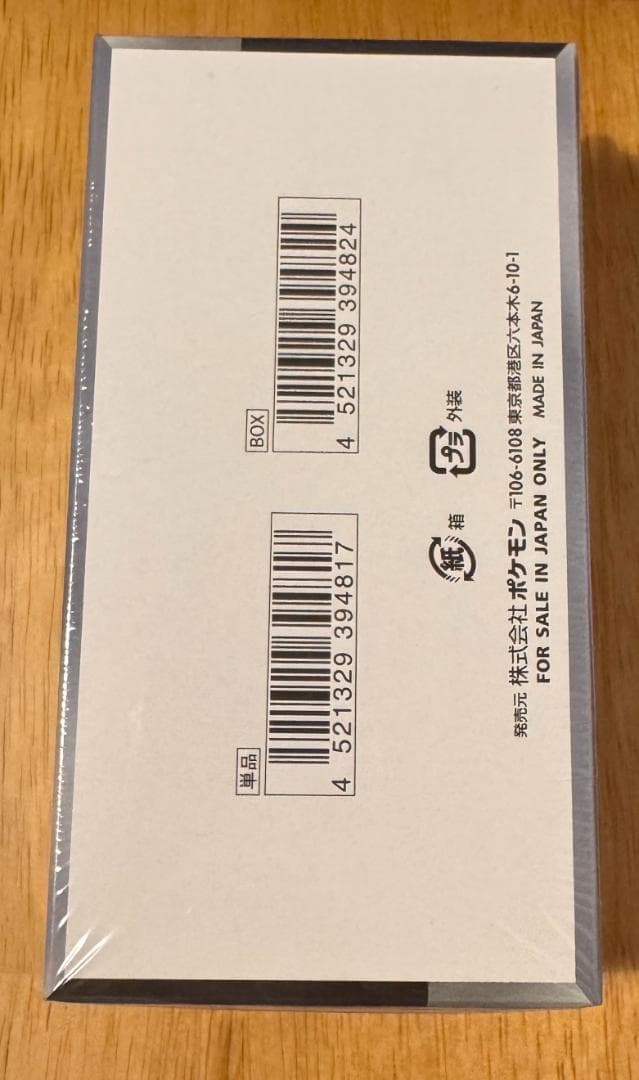 単品
4 521329 394817
BOX
4 521329 394824
紙 箱
プラ 外装
発売元 株式会社ポケモン 〒106-6108 東京都港区六本木6-10-1
FOR SALE IN JAPAN ONLY MADE IN JAPAN